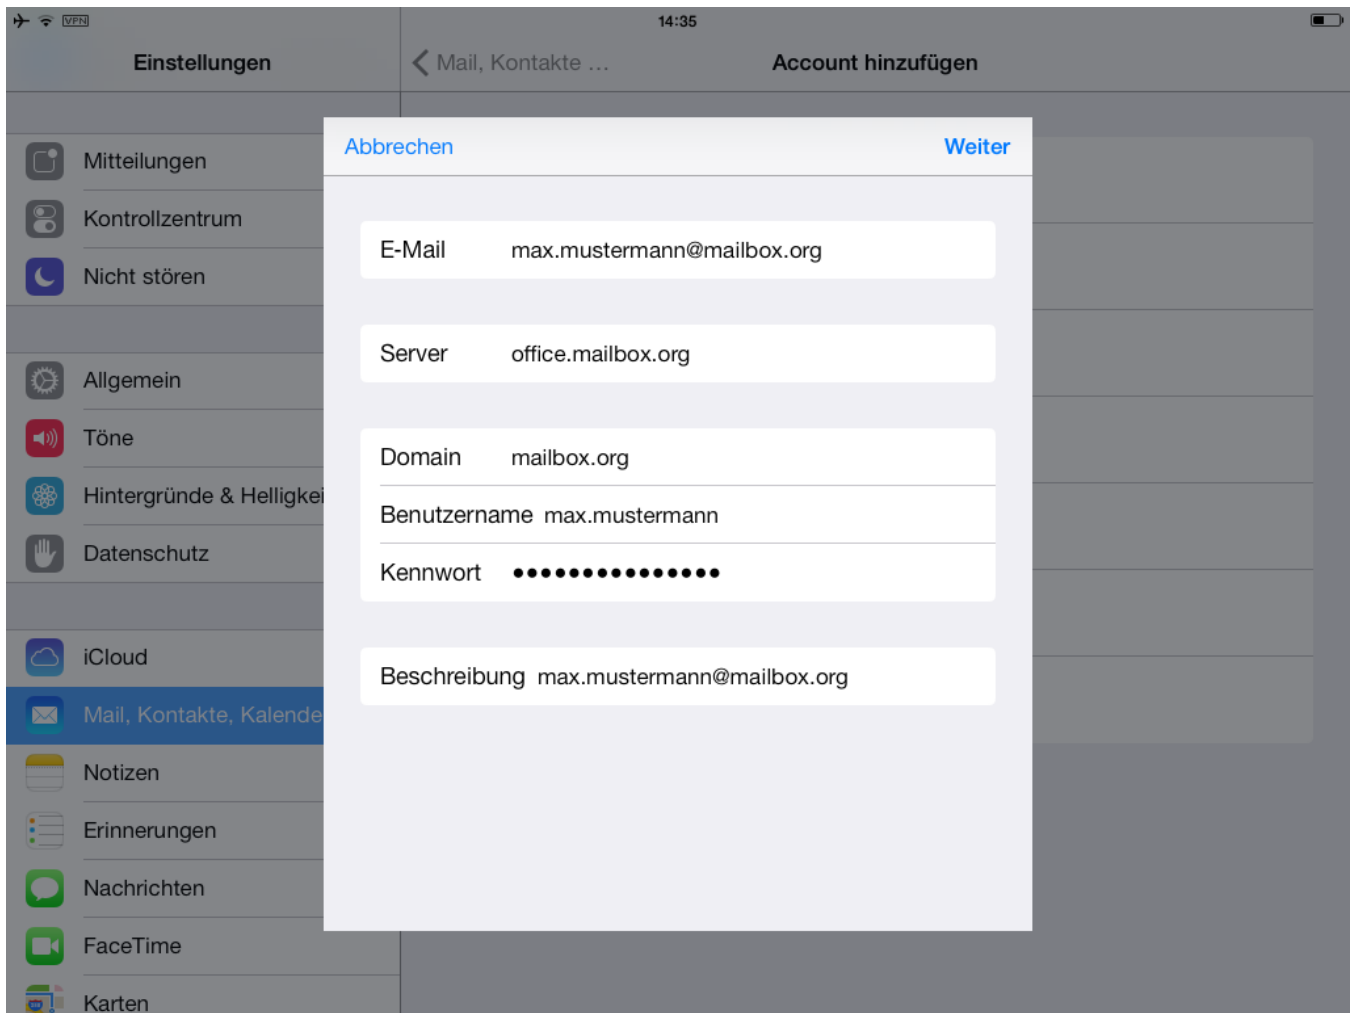 VPN
14:35
Einstellungen
Mail, Kontakte ...
Account hinzufügen
Mitteilungen
Kontrollzentrum
Nicht stören
Allgemein
Töne
Hintergründe & Helligkei
Datenschutz
iCloud
Mail, Kontakte, Kalende
Notizen
Erinnerungen
Nachrichten
FaceTime
Karten
Abbrechen
Weiter
E-Mail max.mustermann@mailbox.org
Server office.mailbox.org
Domain mailbox.org
Benutzername max.mustermann
Kennwort •••••••••••••••
Beschreibung max.mustermann@mailbox.org